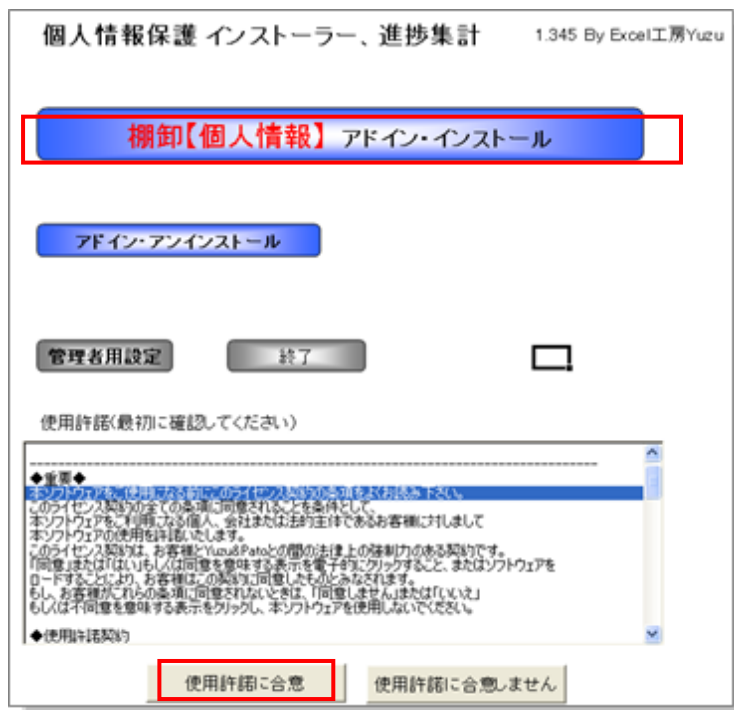 個人情報保護 インストーラー、進捗集計 1.345 By Excel工房Yuzu
棚卸【個人情報】 アドイン・インストール
アドイン・アンインストール
管理者用設定 終了
使用許諾(最初に確認してください)
◆重要◆
本ソフトウェアをご使用になる前にこのライセンス契約の条項をよくお読み下さい。
このライセンス契約の全ての条項に同意されることを条件として、
本ソフトウェアをご利用になる個人、会社または法的主体であるお客様に対しまして
本ソフトウェアの使用を許諾いたします。
このライセンス契約は、お客様とYuzu&Patoとの間の法律上の強制力のある契約です。
「同意」または「はい」もしくは同意を意味する表示を電子的にクリックすること、またはソフトウェアを
ロードすることにより、お客様はこの契約に同意したものとみなされます。
もし、お客様がこれらの条項に同意されないときは、「同意しません」または「いいえ」
もしくは不同意を意味する表示をクリックし、本ソフトウェアを使用しないでください。
◆使用許諾契約
使用許諾に合意 使用許諾に合意しません